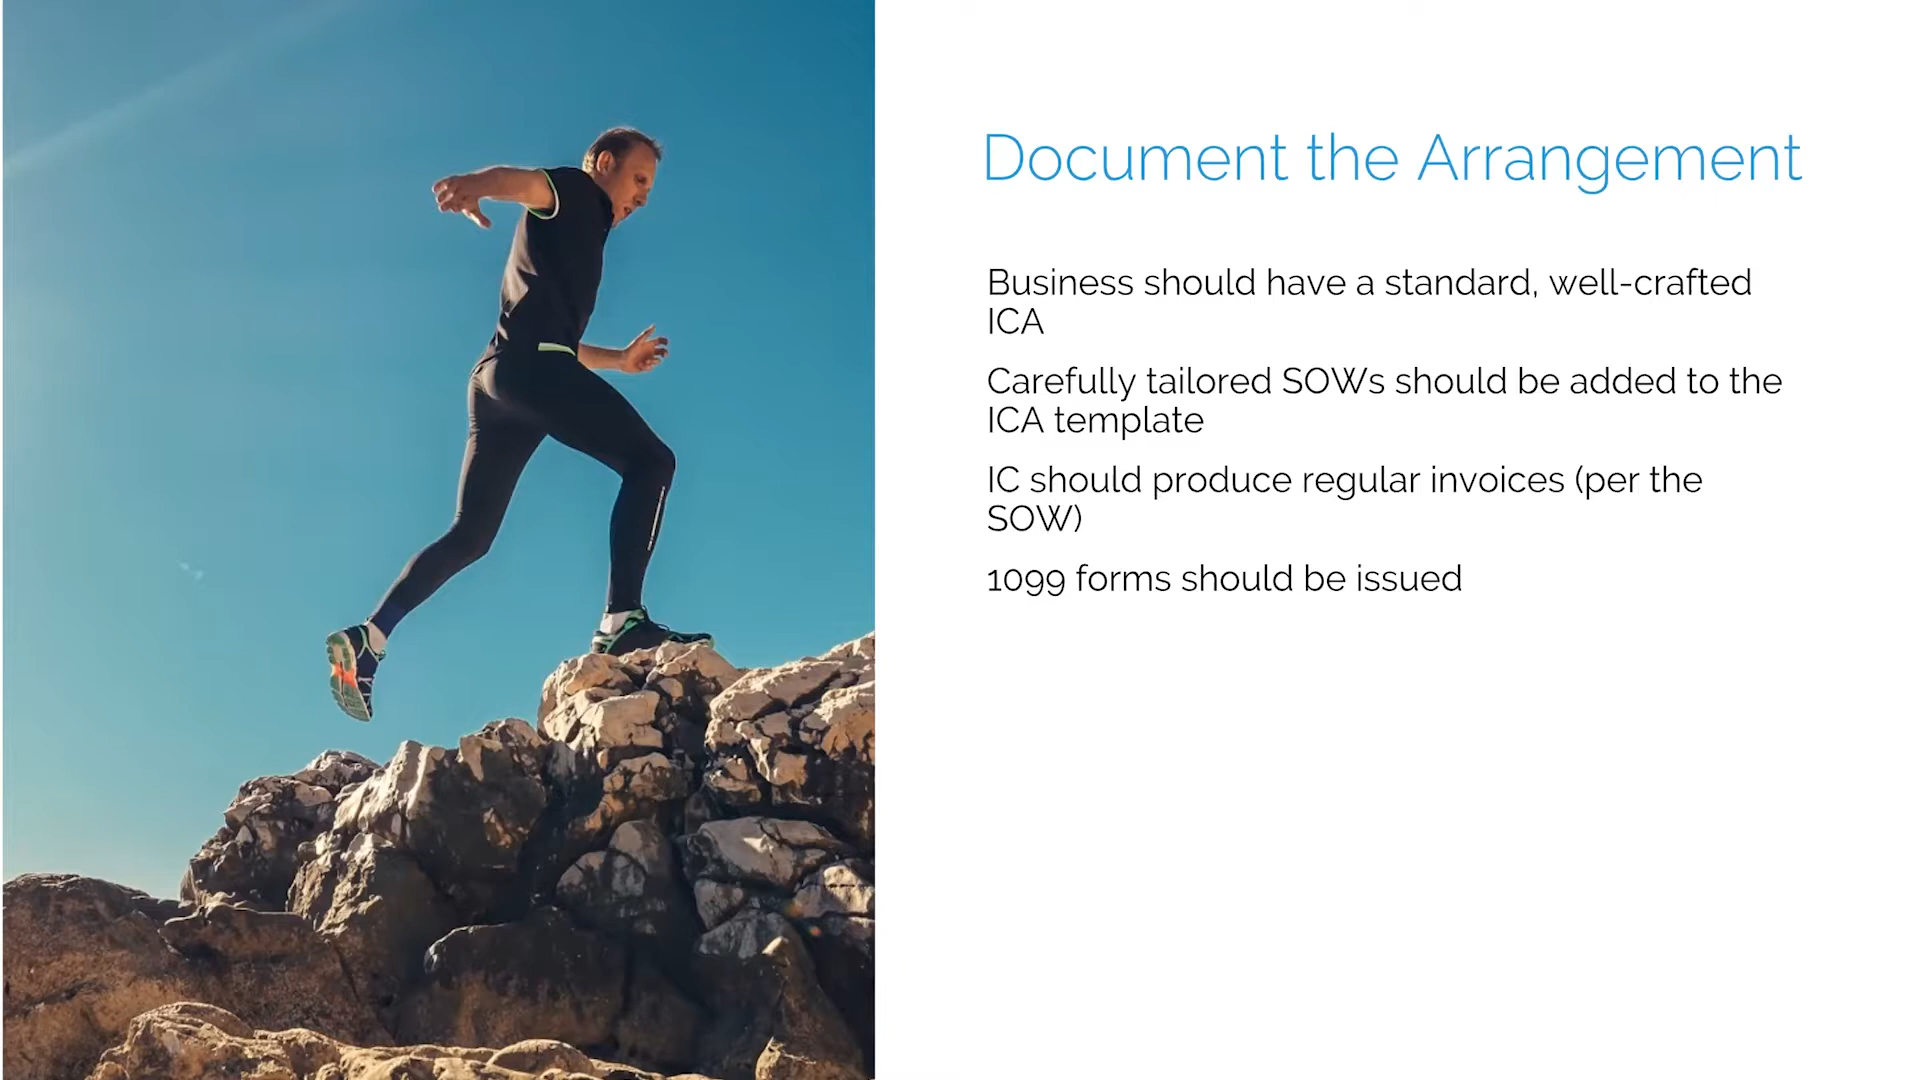 Document the Arrangement
Business should have a standard, well-crafted
ICA
Carefully tailored SOWs should be added to the
ICA template
IC should produce regular invoices (per the
SOW)
1099 forms should be issued